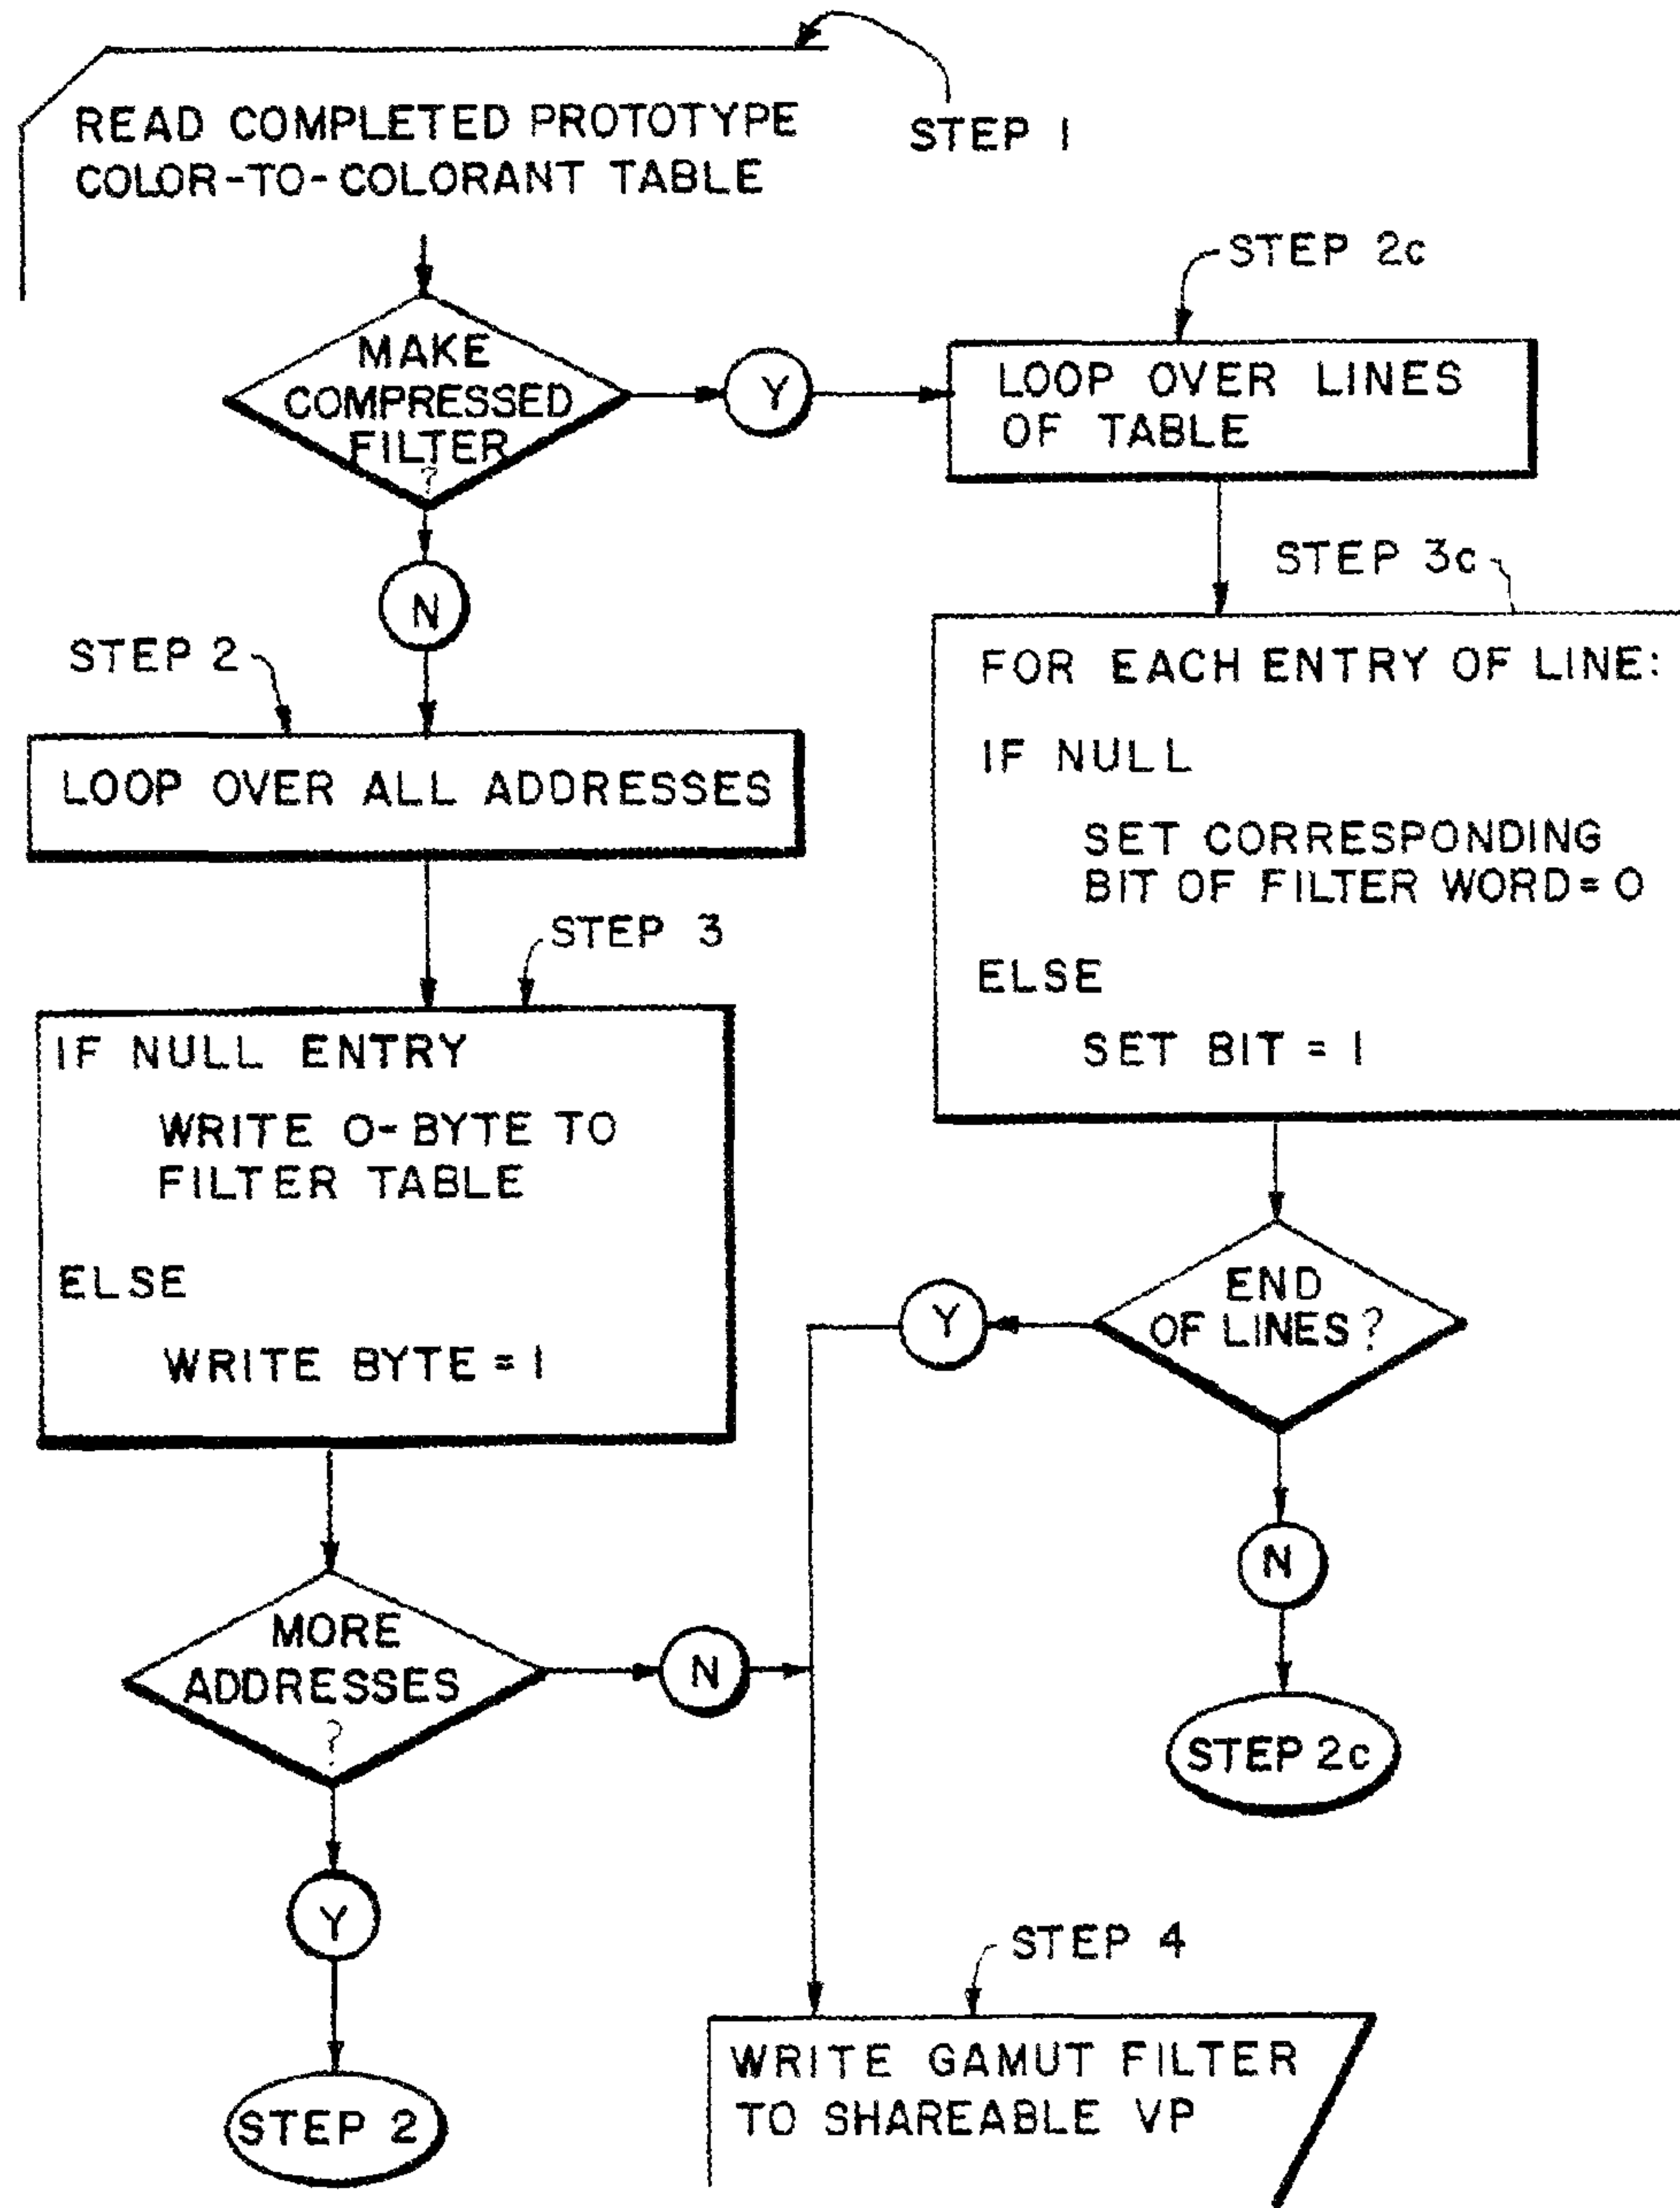 STEP 1
READ COMPLETED PROTOTYPE
COLOR-TO-COLORANT TABLE
MAKE
COMPRESSED
FILTER
?
Y
STEP 2c
LOOP OVER LINES
OF TABLE
N
STEP 2
LOOP OVER ALL ADDRESSES
STEP 3
IF NULL ENTRY
WRITE 0-BYTE TO
FILTER TABLE
ELSE
WRITE BYTE = 1
MORE
ADDRESSES
?
N
Y
STEP 2
STEP 3c
FOR EACH ENTRY OF LINE:
IF NULL
SET CORRESPONDING
BIT OF FILTER WORD = 0
ELSE
SET BIT = 1
END
OF LINES ?
Y
N
STEP 2c
STEP 4
WRITE GAMUT FILTER
TO SHAREABLE VP